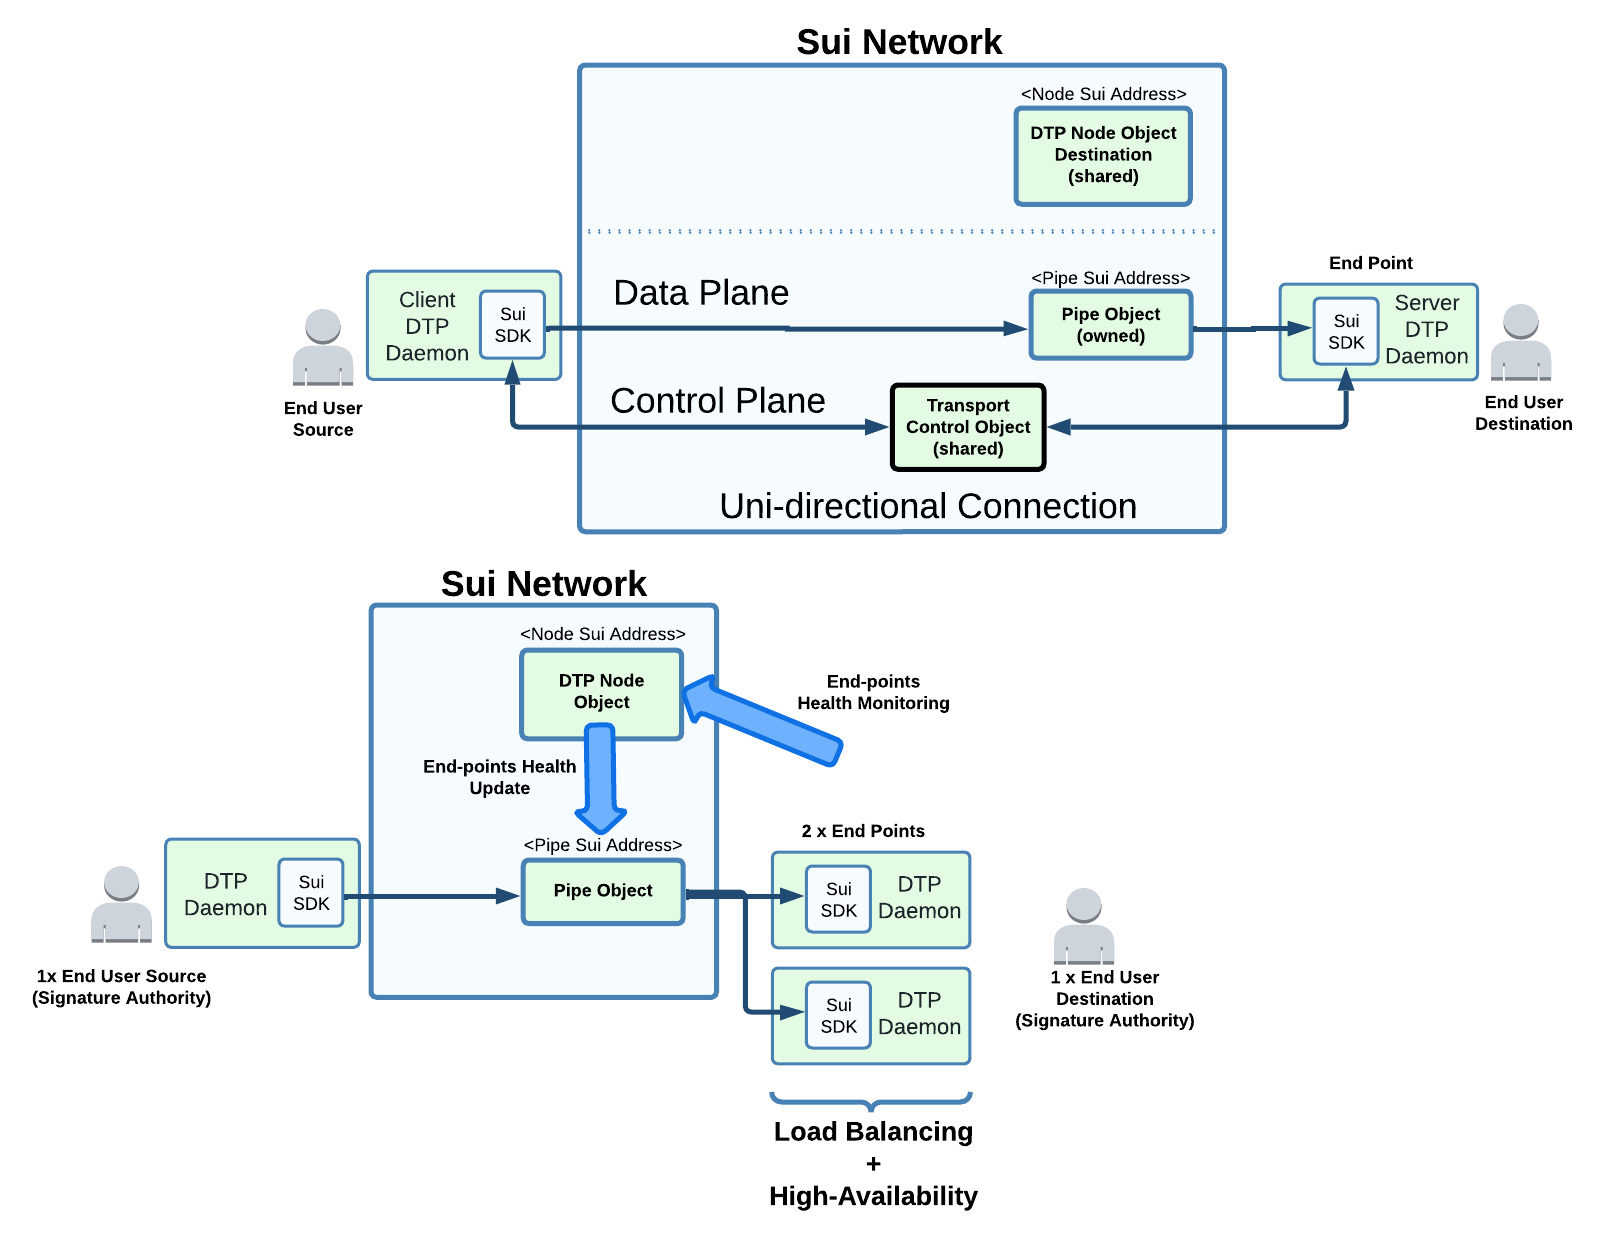 Sui Network
<Node Sui Address>
DTP Node Object
Destination
(shared)
Data Plane
<Pipe Sui Address>
Pipe Object
(owned)
End Point
Client
DTP
Daemon
Sui
SDK
Sui
SDK
Server
DTP
Daemon
End User
Source
End User
Destination
Control Plane
Transport
Control Object
(shared)
Uni-directional Connection
Sui Network
<Node Sui Address>
DTP Node
Object
End-points
Health Monitoring
End-points Health
Update
<Pipe Sui Address>
Pipe Object
2 x End Points
DTP
Daemon
Sui
SDK
Sui
SDK
DTP
Daemon
Sui
SDK
DTP
Daemon
1x End User Source
(Signature Authority)
1 x End User
Destination
(Signature Authority)
Load Balancing
+
High-Availability